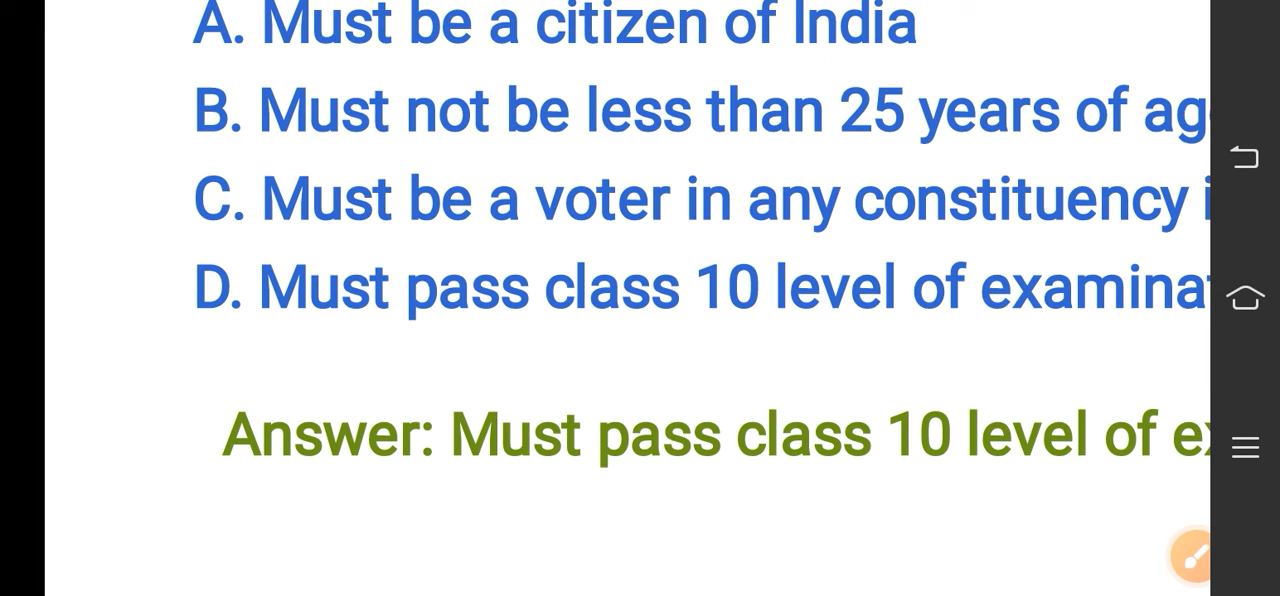 A. Must be a citizen of India
B. Must not be less than 25 years of
C. Must be a voter in any constituency
D. Must pass class 10 level of
Answer: Must pass class 10 level of